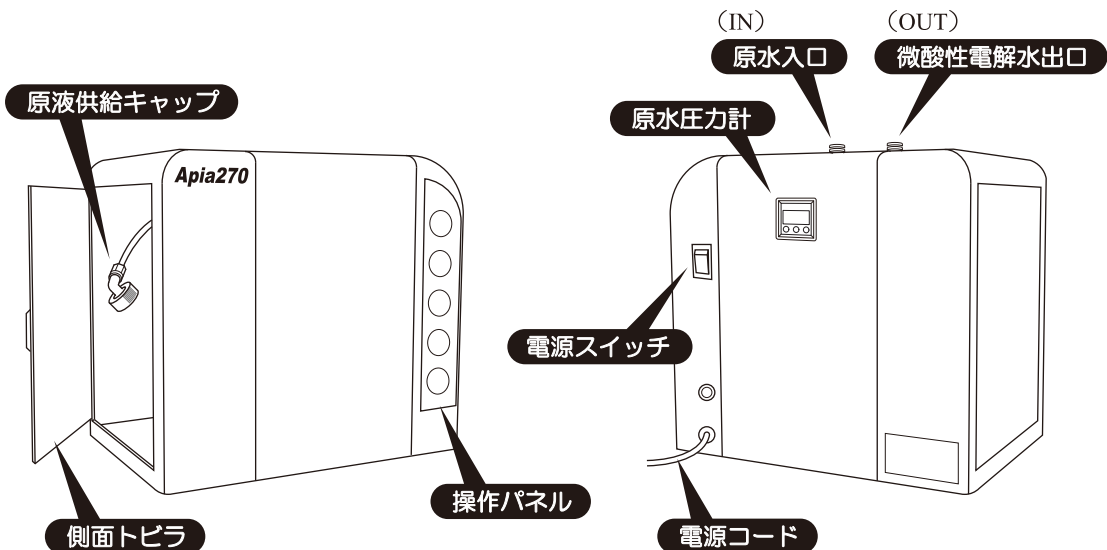 (IN)
(OUT)
原水入口
微酸性電解水出口
原液供給キャップ
原水圧力計
Apia270
電源スイッチ
操作パネル
側面トビラ
電源コード